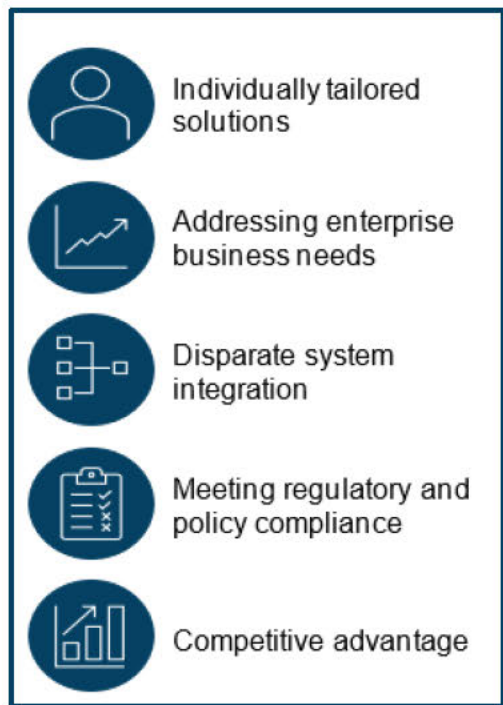 Individually tailored
solutions
Addressing enterprise
business needs
Disparate system
integration
Meeting regulatory and
policy compliance
Competitive advantage